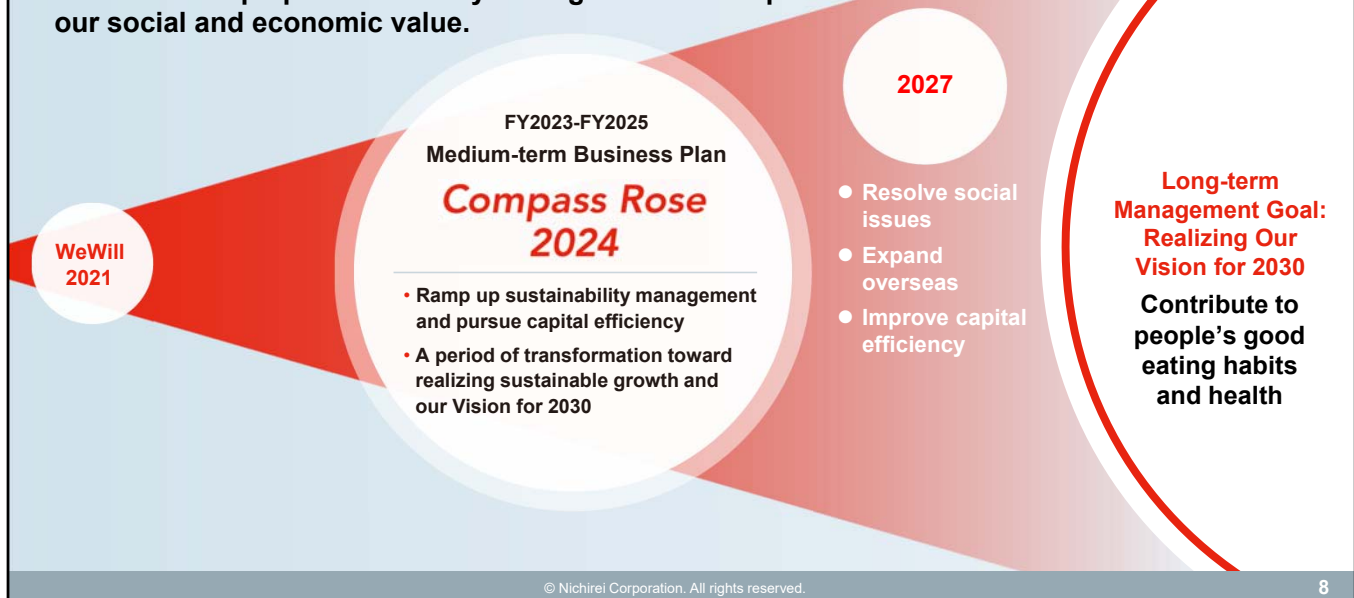 our social and economic value.
WeWill
2021
FY2023-FY2025
Medium-term Business Plan
Compass Rose
2024
• Ramp up sustainability management
and pursue capital efficiency
• A period of transformation toward
realizing sustainable growth and
our Vision for 2030
2027
● Resolve social
issues
● Expand
overseas
● Improve capital
efficiency
Long-term
Management Goal:
Realizing Our
Vision for 2030
Contribute to
people's good
eating habits
and health
© Nichirei Corporation. All rights reserved.
8